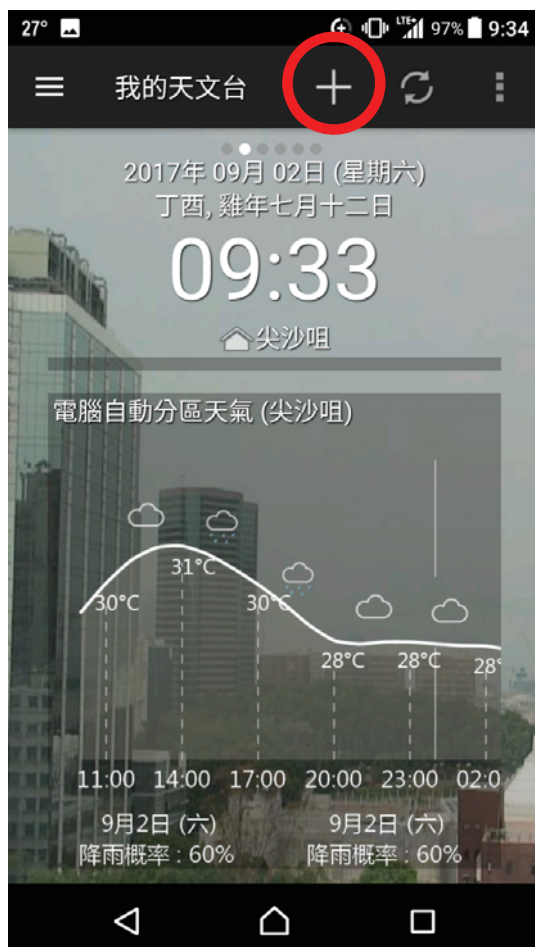 27° LTE 97% 9:34
我的天文台
2017年 09月 02日 (星期六)
丁酉, 雞年七月十二日
09:33
尖沙咀
電腦自動分區天氣 (尖沙咀)
31°C
30°C 30°C
28°C 28°C 28°
11:00 14:00 17:00 20:00 23:00 02:0
9月2日 (六) 9月2日 (六)
降雨概率 : 60% 降雨概率 : 60%